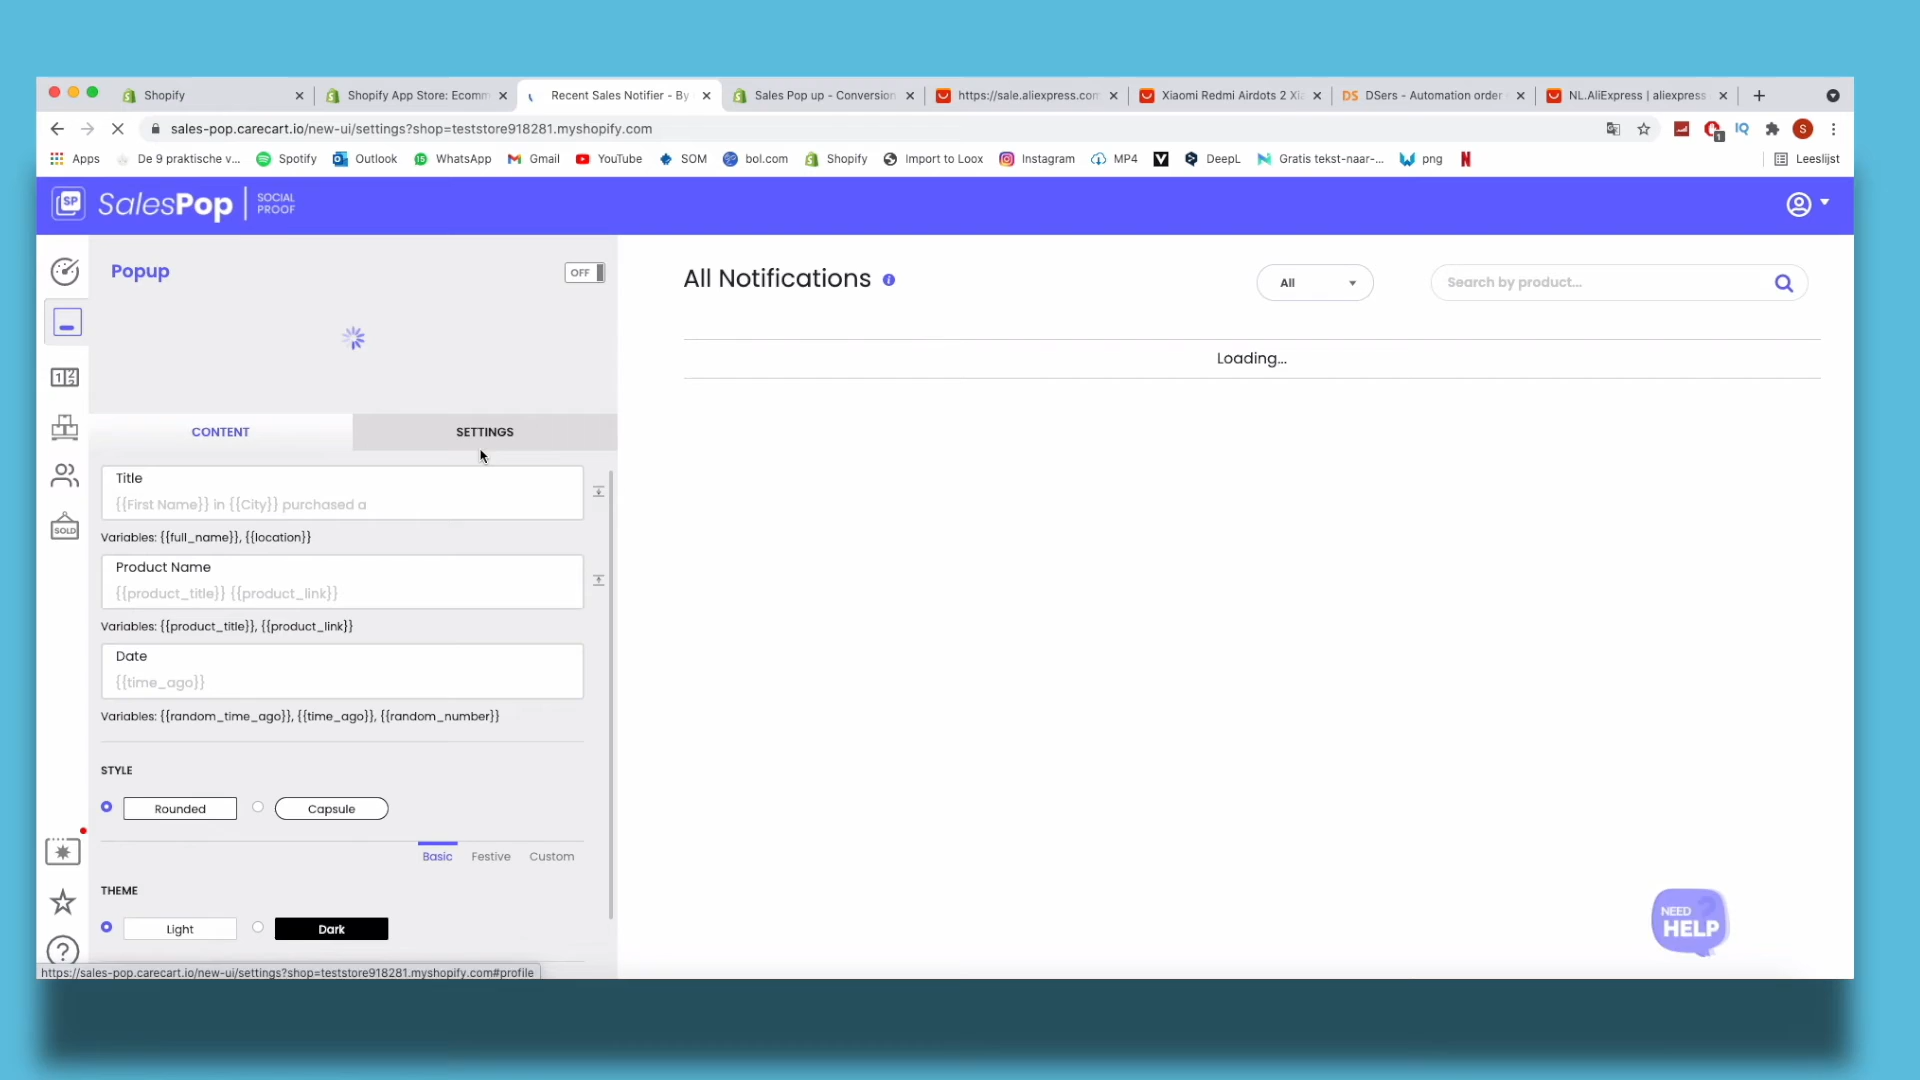 Shopify
Shopify App Store: Ecomm
Recent Sales Notifier - By
Sales Pop up - Conversion
https://sale.aliexpress.com
Xiaomi Redmi Airdots 2 Xi
DS DSers - Automation order
NL.AliExpress | aliexpress
sales-pop.carecart.io/new-ui/settings?shop=teststore918281.myshopify.com
1
IQ
S
Apps
De 9 praktische v...
Spotify
Outlook
WhatsApp
Gmail
YouTube
SOM
bol.com
Shopify
Import to Loox
Instagram
MP4
V
DeepL
Gratis tekst-naar-...
png
N
Leeslijst
SP SalesPop SOCIAL
PROOF
Popup
OFF
All Notifications
All
Search by product...
Loading...
CONTENT
SETTINGS
Title
{{First Name}} in {{City}} purchased a
Variables: {{full_name}}, {{location}}
Product Name
{{product_title}} {{product_link}}
Variables: {{product_title}}, {{product_link}}
Date
{{time_ago}}
Variables: {{random_time_ago}}, {{time_ago}}, {{random_number}}
SOLD
STYLE
Rounded
Capsule
Basic
Festive
Custom
THEME
Light
Dark
NEED
HELP
https://sales-pop.carecart.io/new-ui/settings?shop=teststore918281.myshopify.com#profile